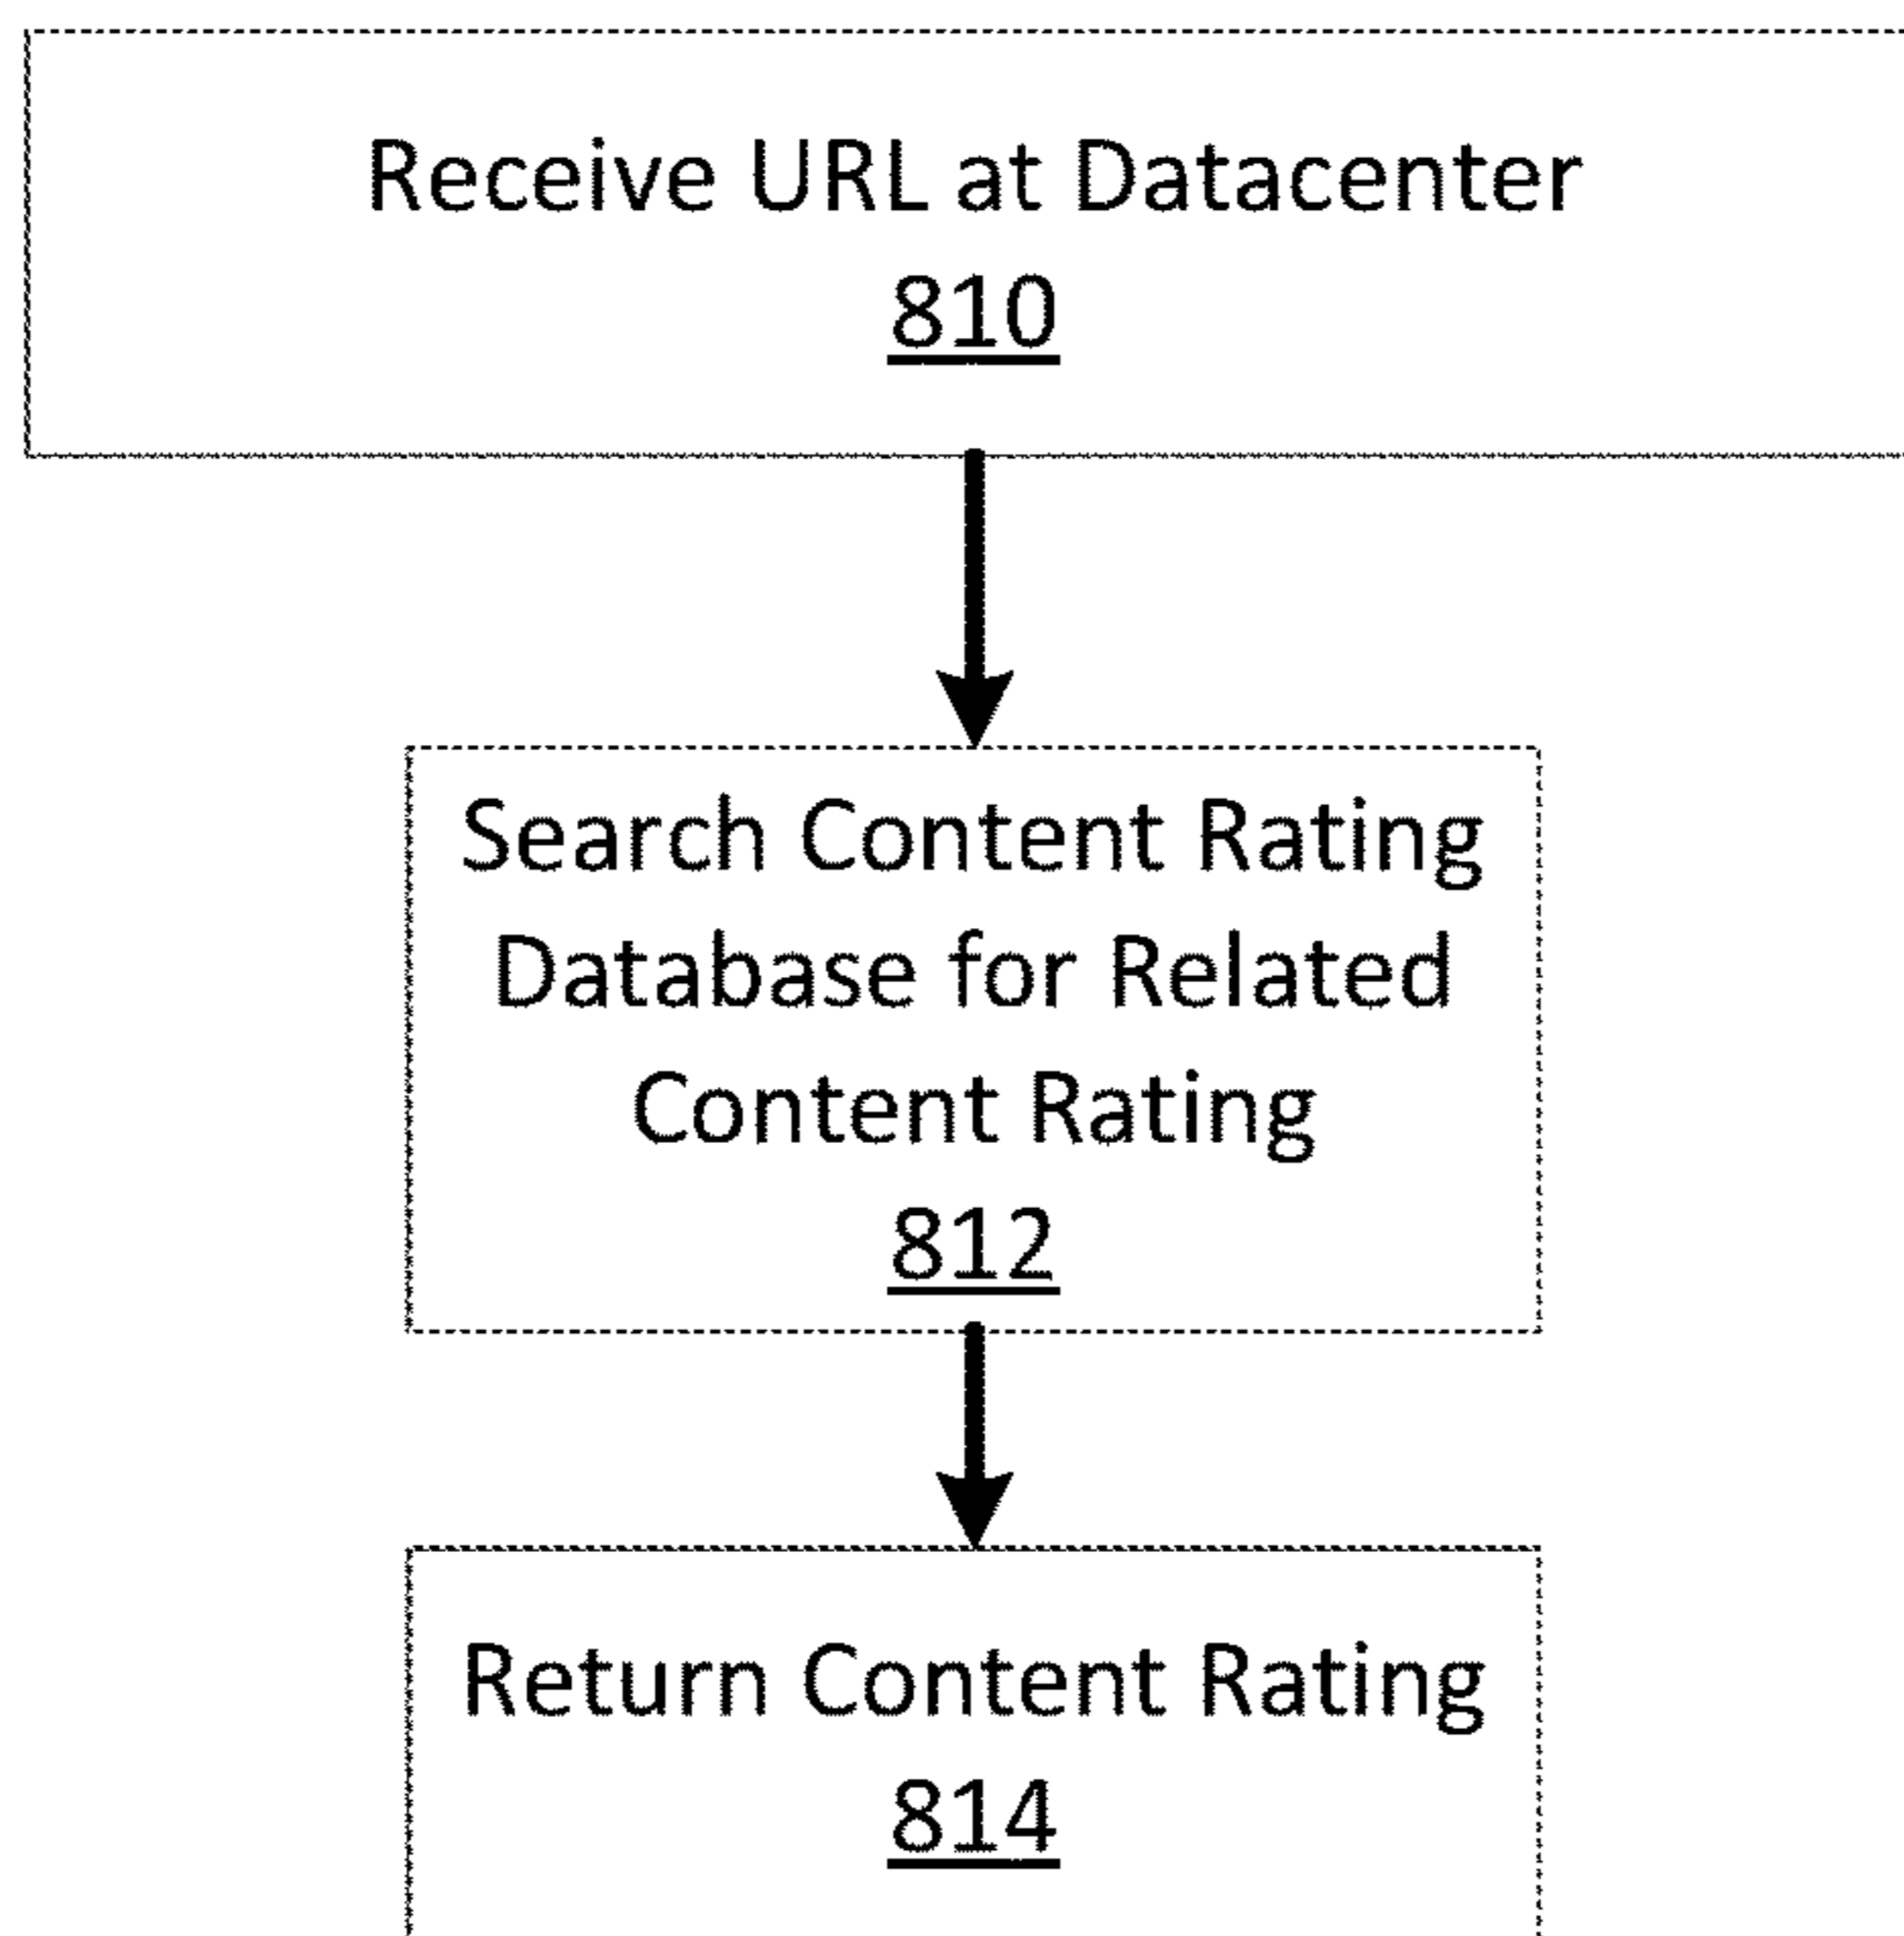 Receive URL at Datacenter
810
Search Content Rating
Database for Related
Content Rating
812
Return Content Rating
814